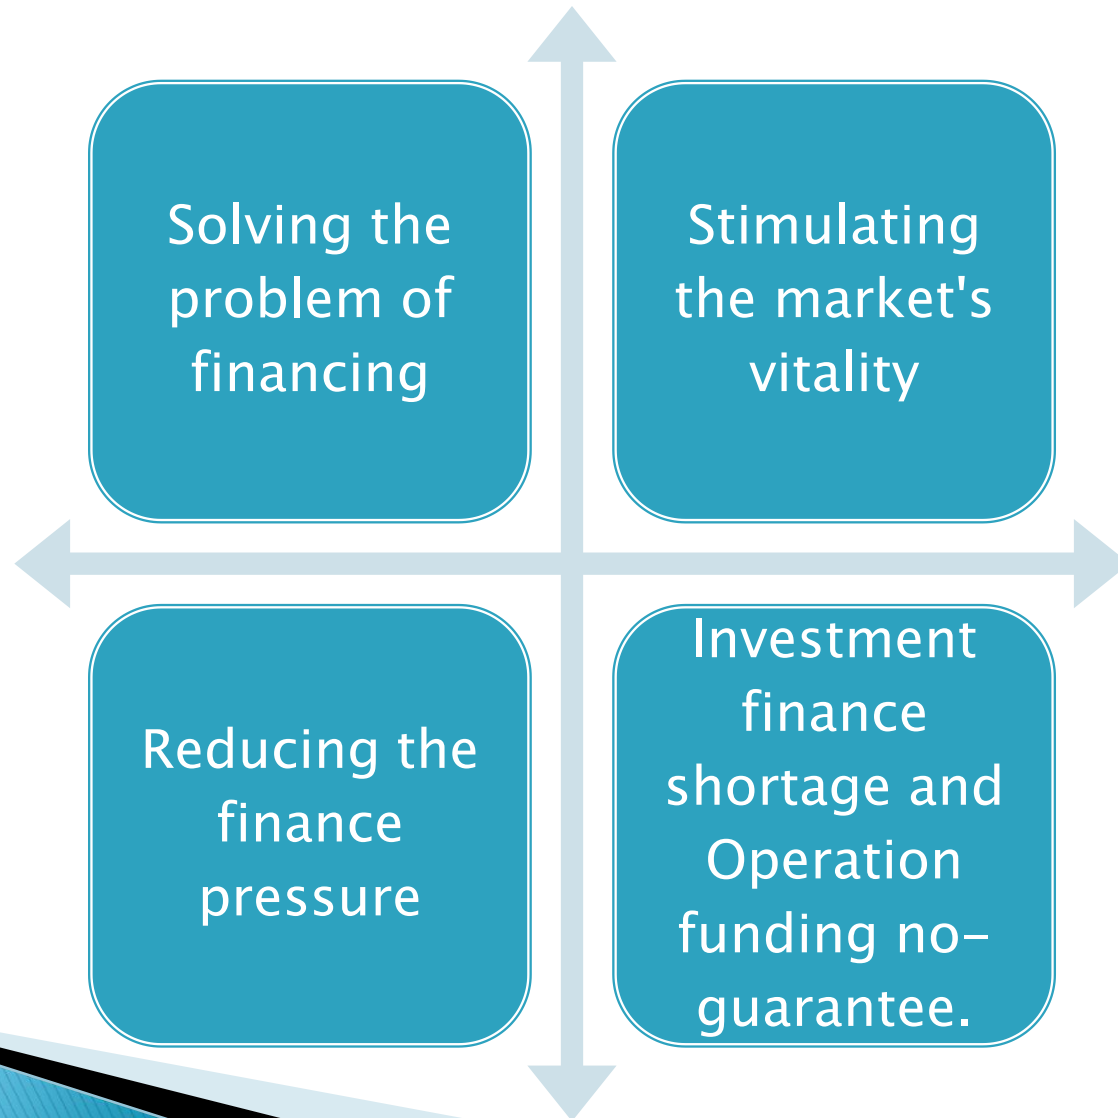 Solving the
problem of
financing
Stimulating
the market's
vitality
Reducing the
finance
pressure
Investment
finance
shortage and
Operation
funding no-
guarantee.